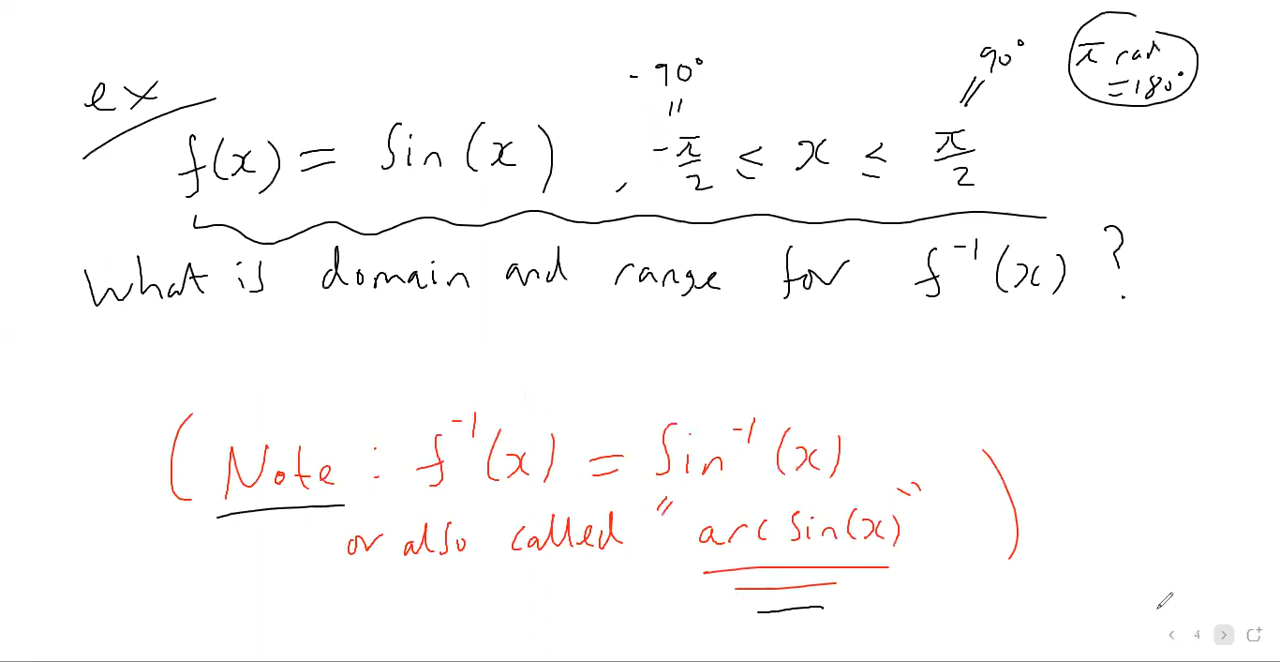 -90° 90° π rad
ex || // =180°
f(x) = sin(x) , -π/2 ≤ x ≤ π/2
What is domain and range for f⁻¹(x) ?
( Note : f⁻¹(x) = sin⁻¹(x)
or also called "arcsin(x)" )
4